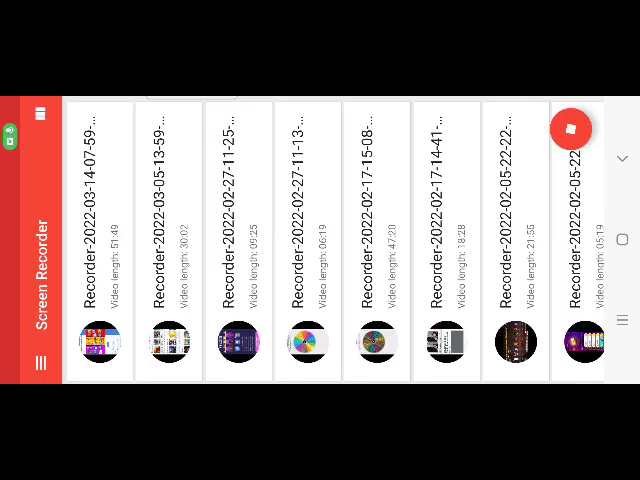 Screen Recorder
Recorder-2022-03-14-07-59-...
Video length: 51:49
Recorder-2022-03-05-13-59-...
Video length: 30:02
Recorder-2022-02-27-11-25-...
Video length: 09:25
Recorder-2022-02-27-11-13-...
Video length: 06:19
Recorder-2022-02-17-15-08-...
Video length: 47:20
Recorder-2022-02-17-14-41-...
Video length: 18:28
Recorder-2022-02-05-22-22-...
Video length: 21:55
Recorder-2022-02-05-22
Video length: 05:19